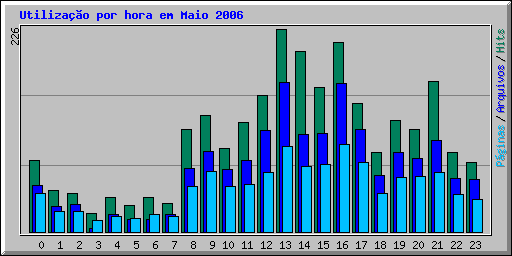 Utilização por hora em Maio 2006
226
Páginas / Arquivos / Hits
0 1 2 3 4 5 6 7 8 9 10 11 12 13 14 15 16 17 18 19 20 21 22 23